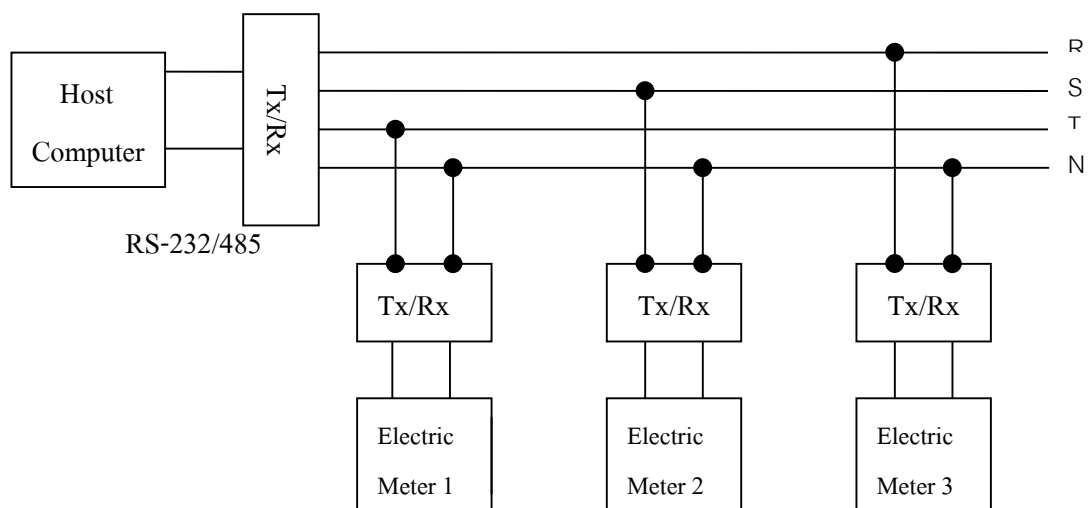 Host
Computer
Tx/Rx
RS-232/485
R
S
T
N
Tx/Rx
Tx/Rx
Tx/Rx
Electric
Meter 1
Electric
Meter 2
Electric
Meter 3